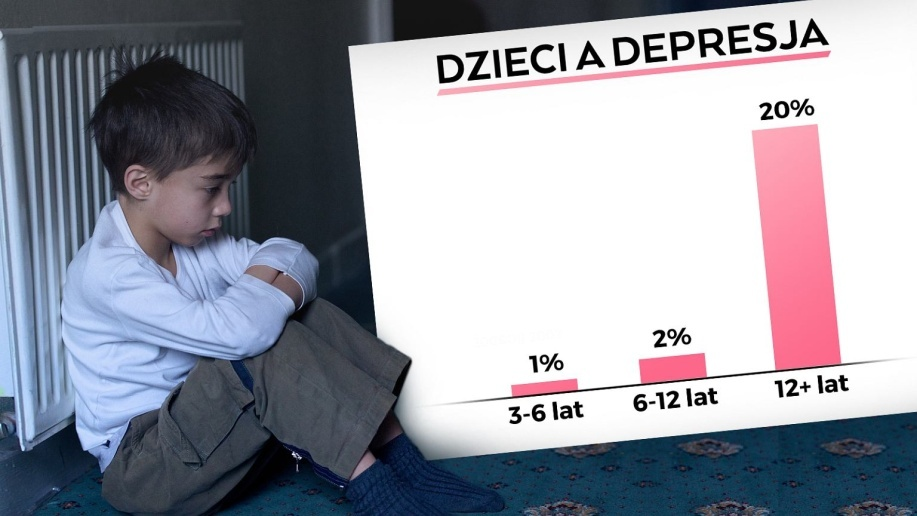 DZIECI A DEPRESJA
20%
2%
1%
3-6 lat
6-12 lat
12+ lat